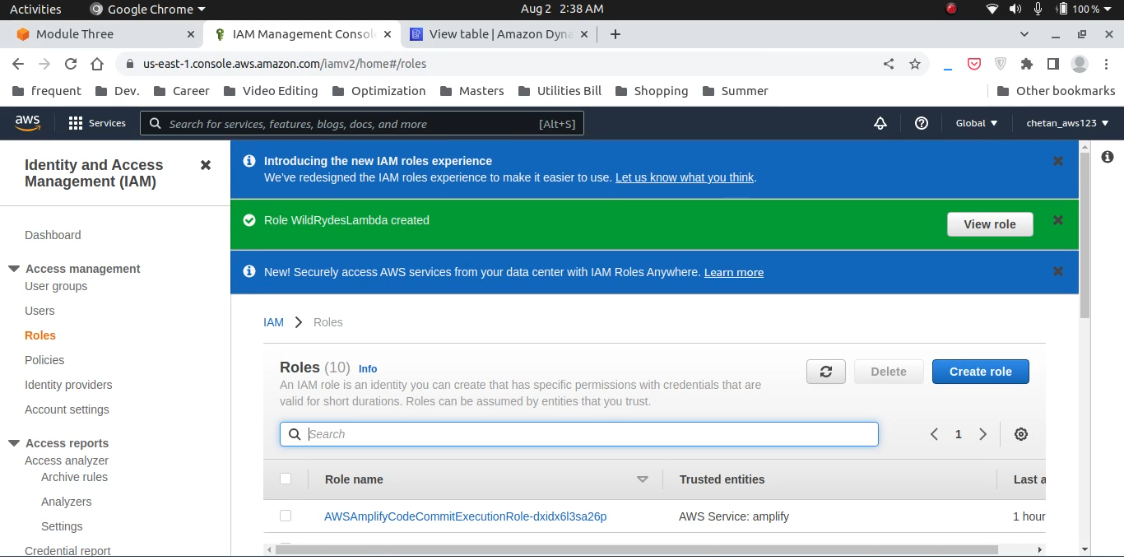 Activities
Google Chrome
Aug 2 2:38 AM
100 %
Module Three
IAM Management Consol
View table | Amazon Dyna
us-east-1.console.aws.amazon.com/iamv2/home#/roles
frequent
Dev.
Career
Video Editing
Optimization
Masters
Utilities Bill
Shopping
Summer
Other bookmarks
aws
Services
Search for services, features, blogs, docs, and more
[Alt+S]
Global
chetan_aws123
Identity and Access
Management (IAM)
Dashboard
Access management
User groups
Users
Roles
Policies
Identity providers
Account settings
Access reports
Access analyzer
Archive rules
Analyzers
Settings
Credential report
Introducing the new IAM roles experience
We've redesigned the IAM roles experience to make it easier to use. Let us know what you think.
Role WildRydesLambda created
View role
New! Securely access AWS services from your data center with IAM Roles Anywhere. Learn more
IAM > Roles
Roles (10) Info
An IAM role is an identity you can create that has specific permissions with credentials that are
valid for short durations. Roles can be assumed by entities that you trust.
Delete
Create role
Search
1
Role name
Trusted entities
Last a
AWSAmplifyCodeCommitExecutionRole-dxidx6l3sa26p
AWS Service: amplify
1 hour